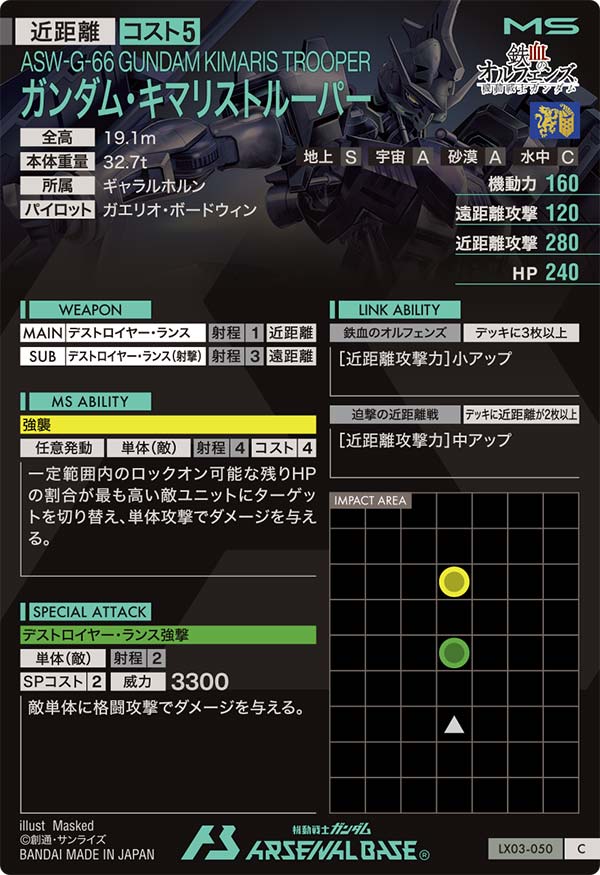 近距離 コスト5
MS
ASW-G-66 GUNDAM KIMARIS TROOPER
ガンダム・キマリストルーパー
鉄血のオルフェンズ
機動戦士ガンダム
全高 19.1m
本体重量 32.7t
所属 ギャラルホルン
パイロット ガエリオ・ボードウィン
地上 S 宇宙 A 砂漠 A 水中 C
機動力 160
遠距離攻撃 120
近距離攻撃 280
HP 240
WEAPON
MAIN デストロイヤー・ランス 射程 1 近距離
SUB デストロイヤー・ランス(射撃) 射程 3 遠距離
MS ABILITY
強襲
任意発動 単体(敵) 射程 4 コスト 4
一定範囲内のロックオン可能な残りHP
の割合が最も高い敵ユニットにターゲッ
トを切り替え、単体攻撃でダメージを与え
る。
SPECIAL ATTACK
デストロイヤー・ランス強撃
単体(敵) 射程 2
SPコスト 2 威力 3300
敵単体に格闘攻撃でダメージを与える。
LINK ABILITY
鉄血のオルフェンズ デッキに3枚以上
[近距離攻撃力]小アップ
迫撃の近距離戦 デッキに近距離が2枚以上
[近距離攻撃力]中アップ
IMPACT AREA
illust Masked
©創通・サンライズ
BANDAI MADE IN JAPAN
機動戦士ガンダム
AB ARSENAL BASE ®
LX03-050 C